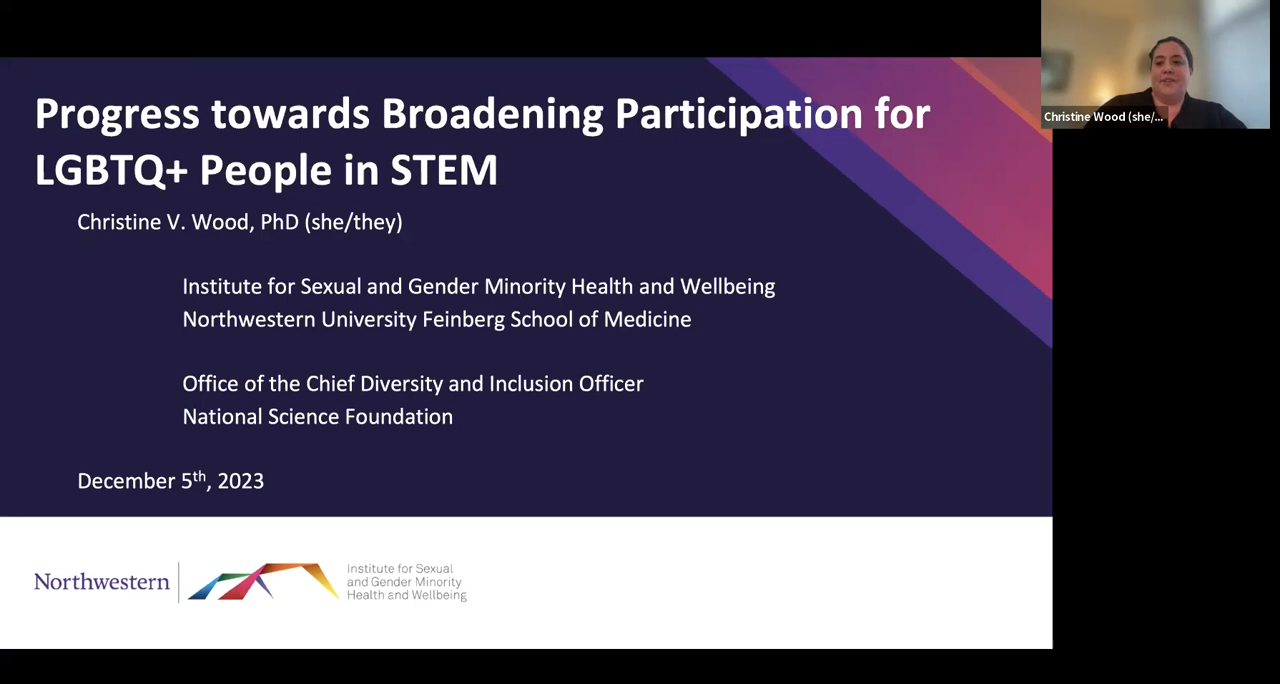 Progress towards Broadening Participation for
LGBTQ+ People in STEM
Christine V. Wood, PhD (she/they)
Institute for Sexual and Gender Minority Health and Wellbeing
Northwestern University Feinberg School of Medicine
Office of the Chief Diversity and Inclusion Officer
National Science Foundation
December 5th, 2023
Northwestern
Institute for Sexual
and Gender Minority
Health and Wellbeing
Christine Wood (she/...